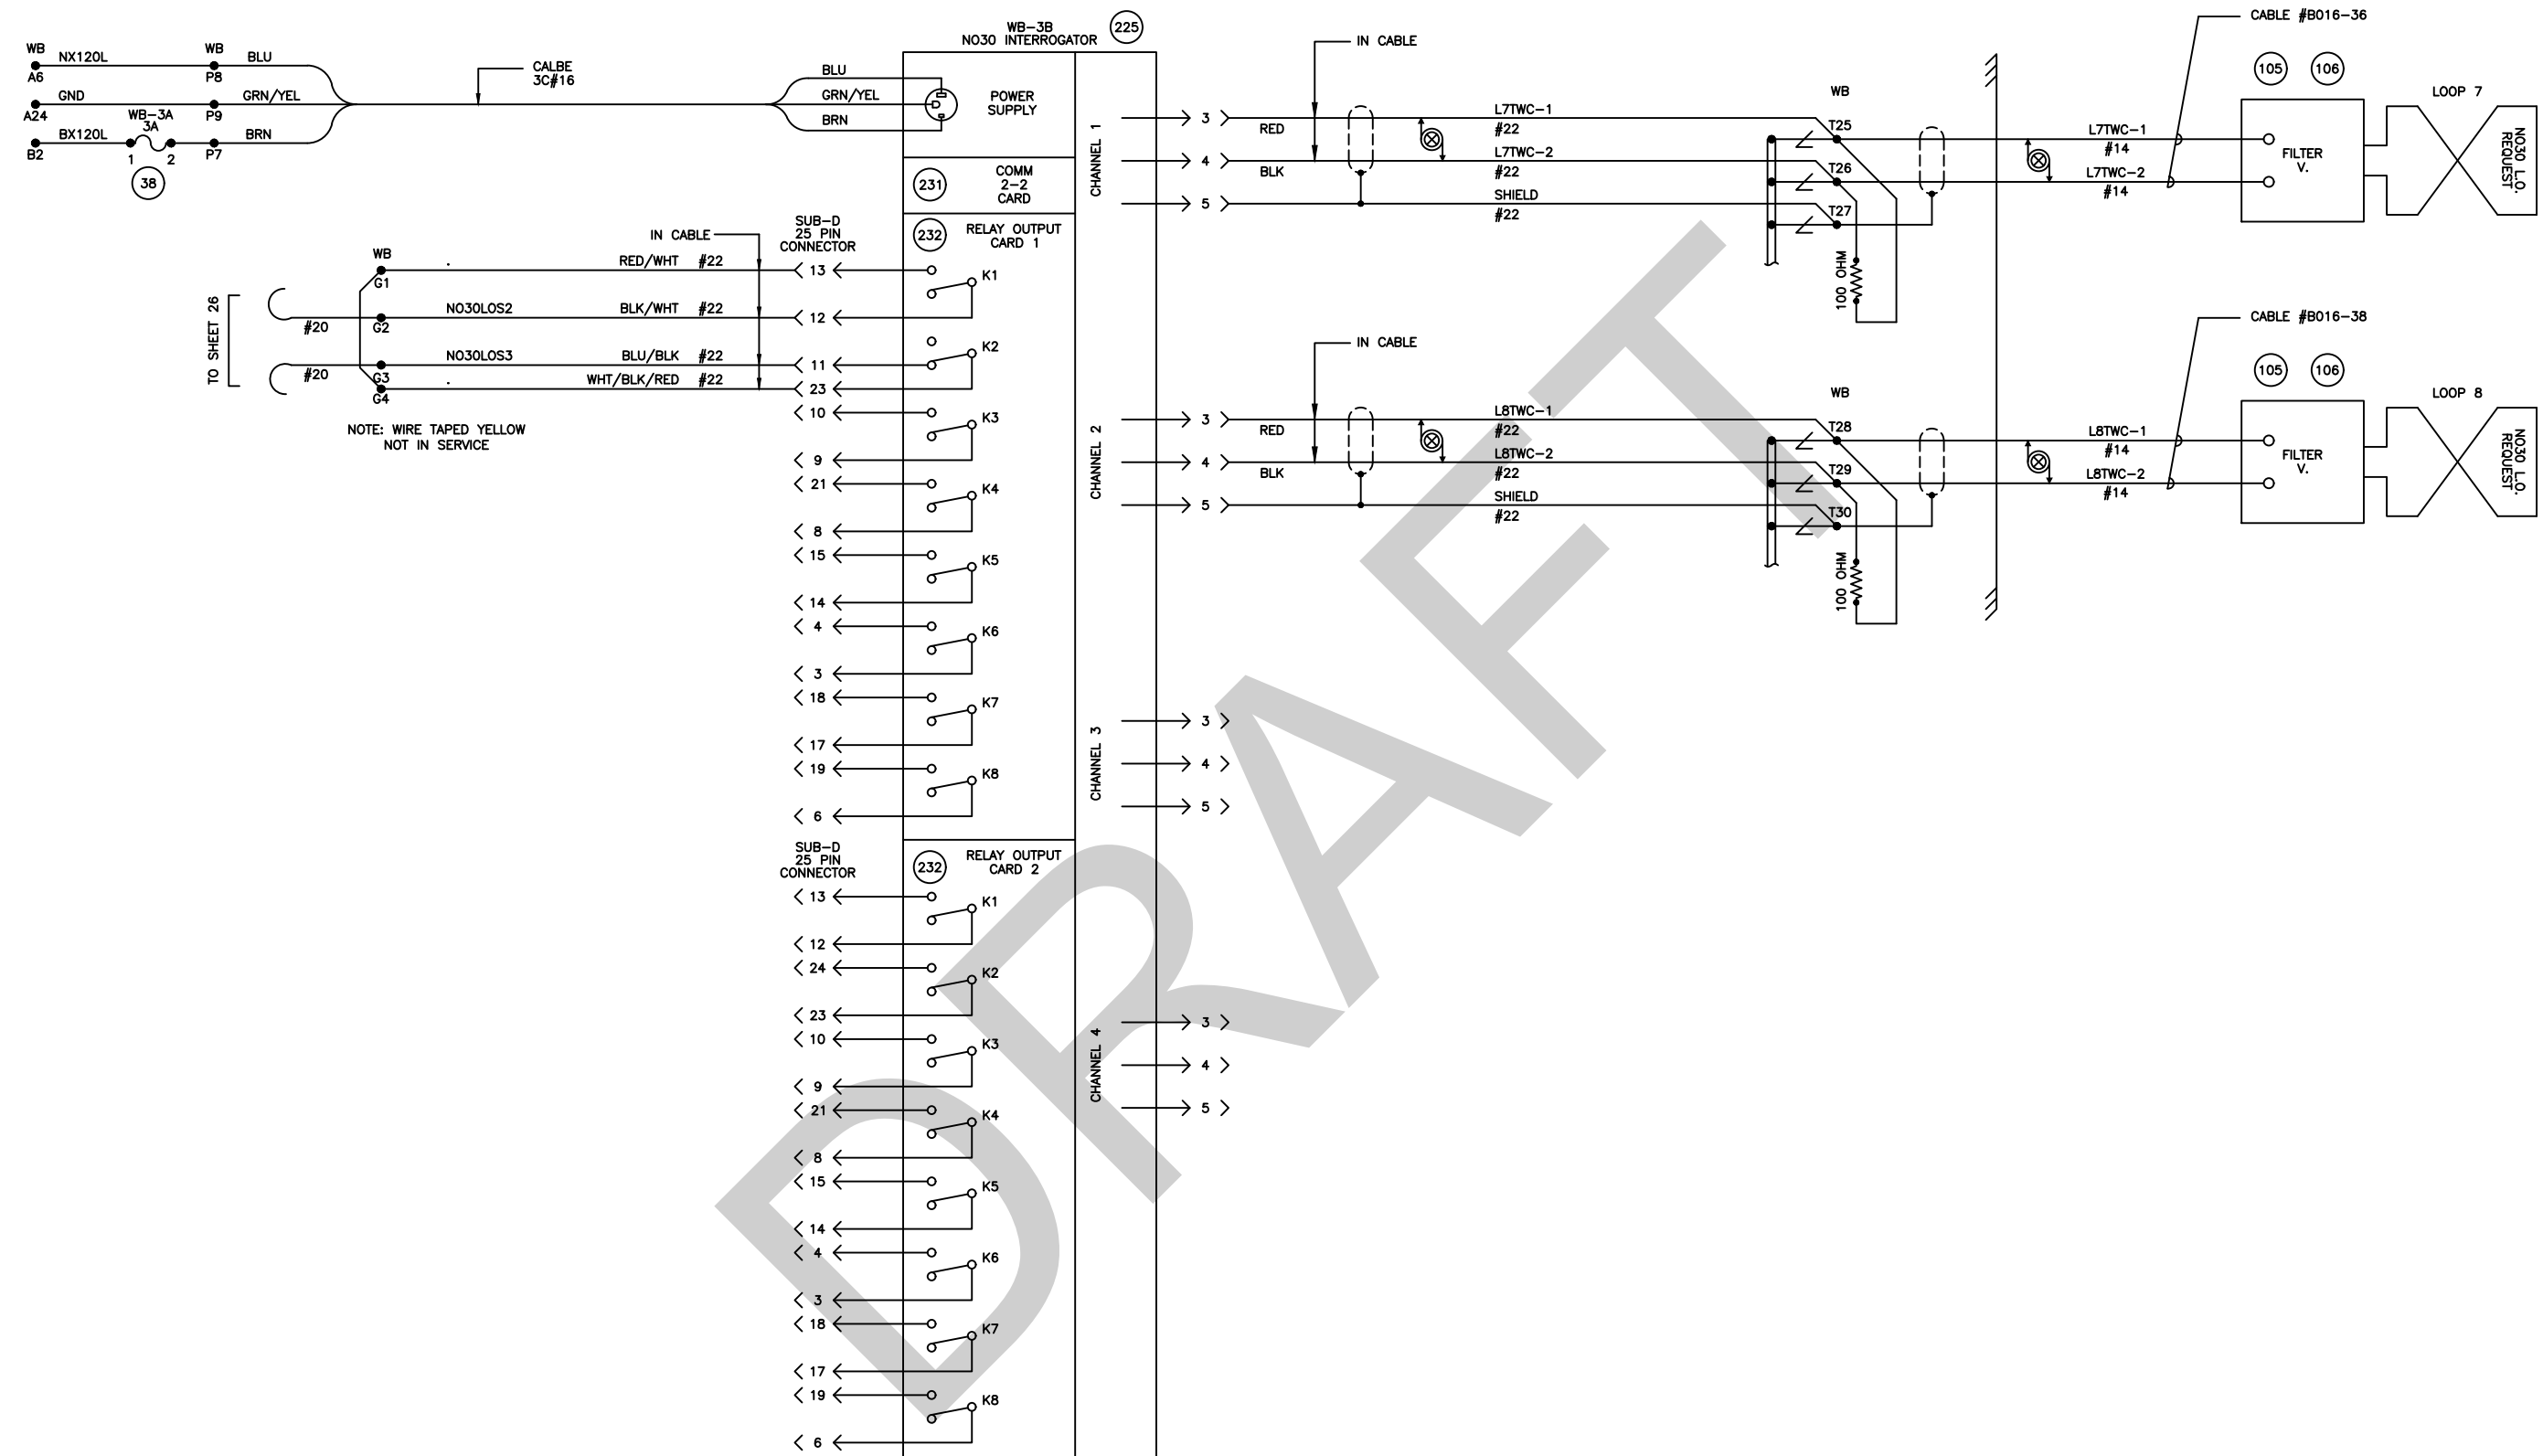 WB-3B
NO30 INTERROGATOR
225
WB
NX120L
A6
WB
P8
BLU
GND
A24
P9
GRN/YEL
WB-3A
3A
BX120L
B2
1
2
P7
BRN
38
CALBE
3C#16
BLU
GRN/YEL
BRN
POWER
SUPPLY
231
COMM
2-2
CARD
SUB-D
25 PIN
CONNECTOR
232
RELAY OUTPUT
CARD 1
IN CABLE
WB
G1
RED/WHT #22
13
K1
TO SHEET 26
#20
G2
NO30LOS2
BLK/WHT #22
12
#20
G3
NO30LOS3
BLU/BLK #22
11
K2
G4
WHT/BLK/RED #22
23
NOTE: WIRE TAPED YELLOW
NOT IN SERVICE
10
K3
9
21
K4
8
15
K5
14
4
K6
3
18
K7
17
19
K8
6
SUB-D
25 PIN
CONNECTOR
232
RELAY OUTPUT
CARD 2
13
K1
12
24
K2
23
10
K3
9
21
K4
8
15
K5
14
4
K6
3
18
K7
17
19
K8
6
CHANNEL 1
3
4
5
IN CABLE
RED
BLK
L7TWC-1
#22
L7TWC-2
#22
SHIELD
#22
WB
T25
T26
T27
100 OHM
L7TWC-1
#14
L7TWC-2
#14
CABLE #B016-36
105
106
FILTER
V.
LOOP 7
NO30 L.O.
REQUEST
CHANNEL 2
3
4
5
IN CABLE
RED
BLK
L8TWC-1
#22
L8TWC-2
#22
SHIELD
#22
WB
T28
T29
T30
100 OHM
L8TWC-1
#14
L8TWC-2
#14
CABLE #B016-38
105
106
FILTER
V.
LOOP 8
NO30 L.O.
REQUEST
CHANNEL 3
3
4
5
CHANNEL 4
3
4
5
DRAFT